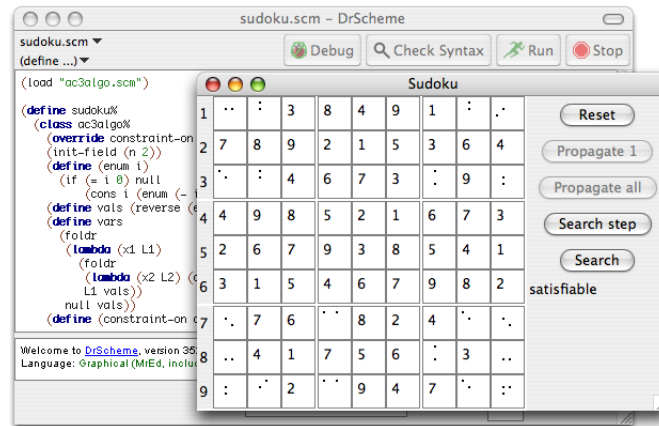 sudoku.scm - DrScheme
sudoku.scm
(define ...)
Debug
Check Syntax
Run
Stop
(load "ac3algo.scm")
(define sudoku%
(class ac3algo%
(override constraint-on
(init-field (n 2))
(define (enum i)
(if (= i 0) null
(cons i (enum (-
(define vals (reverse
(define vars
(foldr
(lambda (x1 L1)
(foldr
(lambda (x2 L2)
L1 vals))
null vals))
(define (constraint-on
Welcome to DrScheme, version 35
Language: Graphical (MrEd, inclu
Sudoku
1 3 8 4 9 1
2 7 8 9 2 1 5 3 6 4
3 4 6 7 3 9
4 4 9 8 5 2 1 6 7 3
5 2 6 7 9 3 8 5 4 1
6 3 1 5 4 6 7 9 8 2
7 7 6 8 2 4
8 4 1 7 5 6 3
9 2 9 4 7
Reset
Propagate 1
Propagate all
Search step
Search
satisfiable